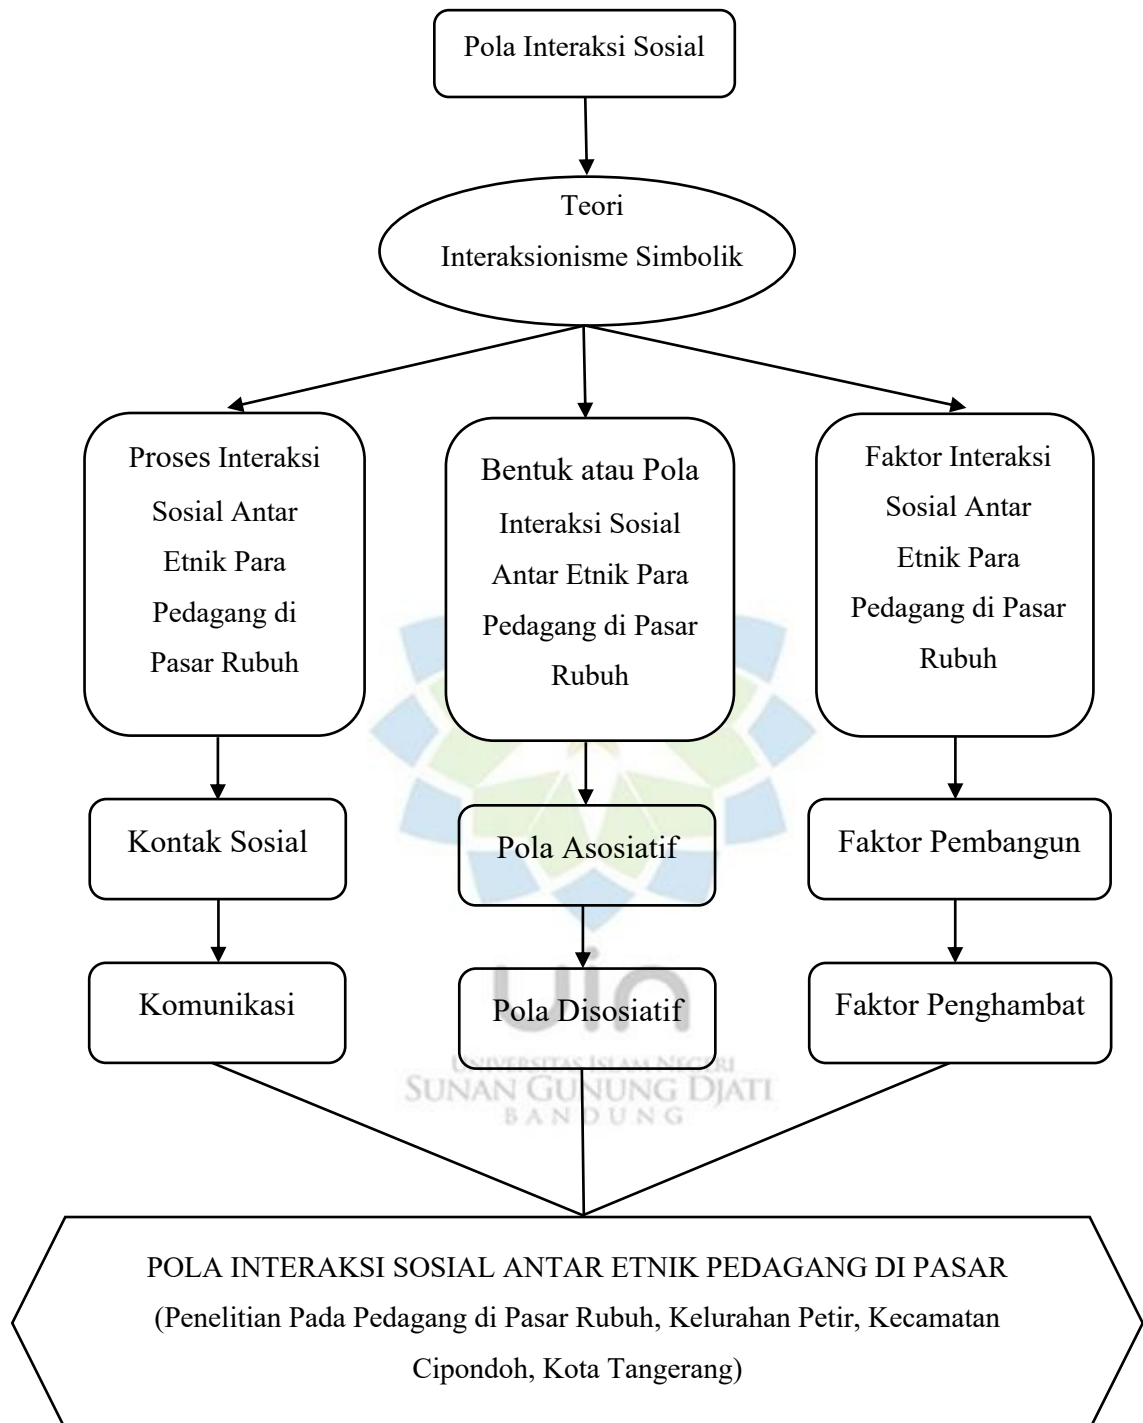 Pola Interaksi Sosial
Teori
Interaksionisme Simbolik
Proses Interaksi
Sosial Antar
Etnik Para
Pedagang di
Pasar Rubuh
Bentuk atau Pola
Interaksi Sosial
Antar Etnik Para
Pedagang di Pasar
Rubuh
Faktor Interaksi
Sosial Antar
Etnik Para
Pedagang di Pasar
Rubuh
Kontak Sosial
Pola Asosiatif
Faktor Pembangun
Komunikasi
Pola Disosiatif
Faktor Penghambat
uin
UNIVERSITAS ISLAM NEGERI
SUNAN GUNUNG DJATI
BANDUNG
POLA INTERAKSI SOSIAL ANTAR ETNIK PEDAGANG DI PASAR
(Penelitian Pada Pedagang di Pasar Rubuh, Kelurahan Petir, Kecamatan
Cipondoh, Kota Tangerang)